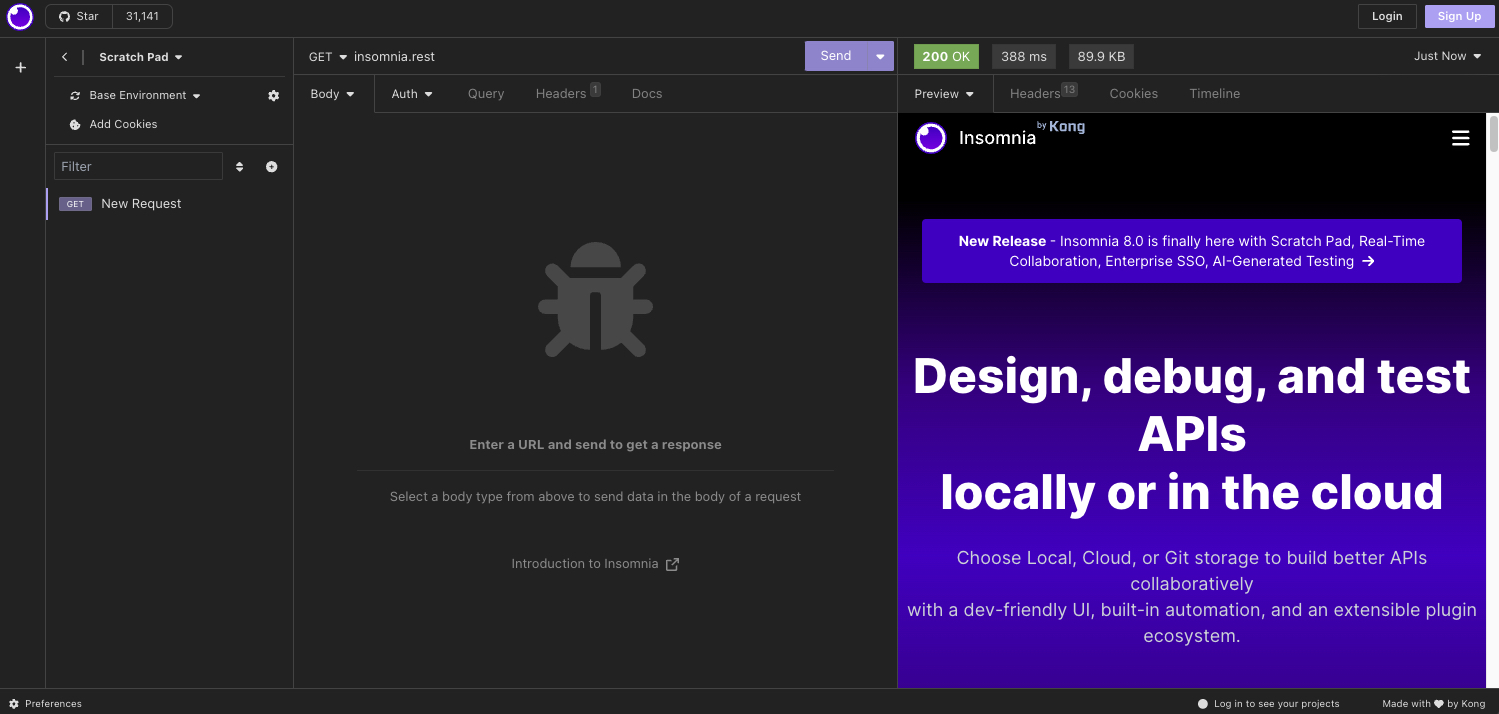 Star 31,141 Login Sign Up
Scratch Pad
Base Environment
Add Cookies
Filter
GET New Request
GET insomnia.rest Send
Body Auth Query Headers 1 Docs
Enter a URL and send to get a response
Select a body type from above to send data in the body of a request
Introduction to Insomnia
200 OK 388 ms 89.9 KB Just Now
Preview Headers 13 Cookies Timeline
Insomnia by Kong
New Release - Insomnia 8.0 is finally here with Scratch Pad, Real-Time
Collaboration, Enterprise SSO, AI-Generated Testing →
Design, debug, and test
APIs
locally or in the cloud
Choose Local, Cloud, or Git storage to build better APIs
collaboratively
with a dev-friendly UI, built-in automation, and an extensible plugin
ecosystem.
Preferences Log in to see your projects Made with ♥ by Kong